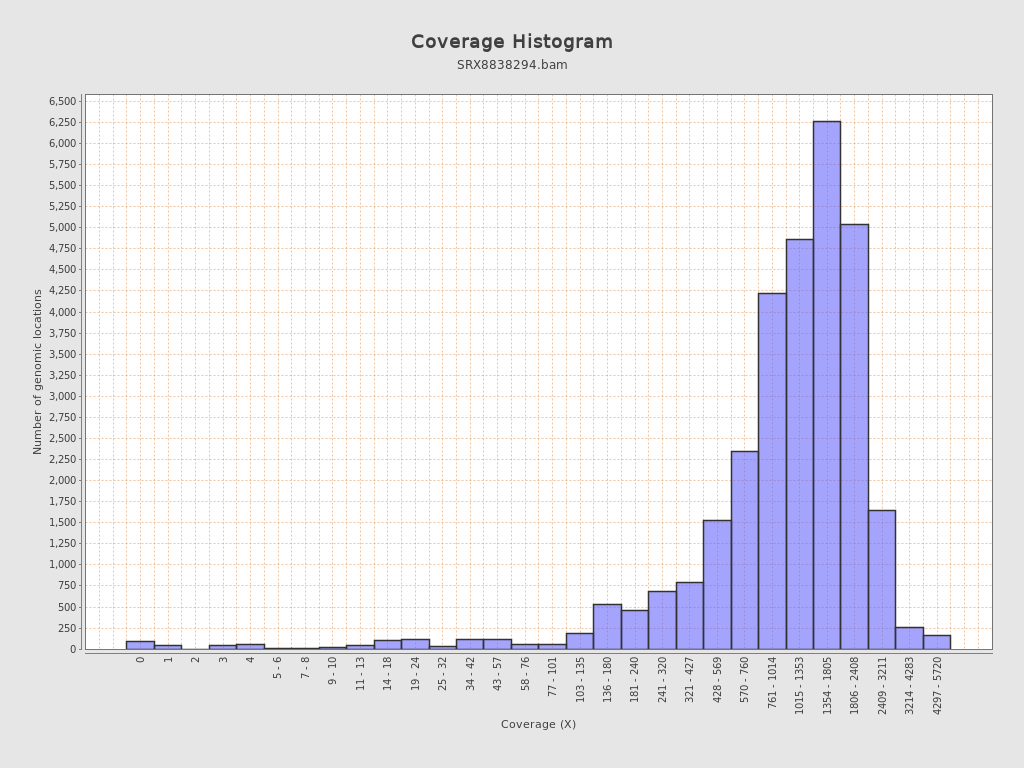 Coverage Histogram
SRX8838294.bam
Number of genomic locations
6,500
6,250
6,000
5,750
5,500
5,250
5,000
4,750
4,500
4,250
4,000
3,750
3,500
3,250
3,000
2,750
2,500
2,250
2,000
1,750
1,500
1,250
1,000
750
500
250
0
0
1
2
3
4
5 - 6
7 - 8
9 - 10
11 - 13
14 - 18
19 - 24
25 - 32
34 - 42
43 - 57
58 - 76
77 - 101
103 - 135
136 - 180
181 - 240
241 - 320
321 - 427
428 - 569
570 - 760
761 - 1014
1015 - 1353
1354 - 1805
1806 - 2408
2409 - 3211
3214 - 4283
4297 - 5720
Coverage (X)